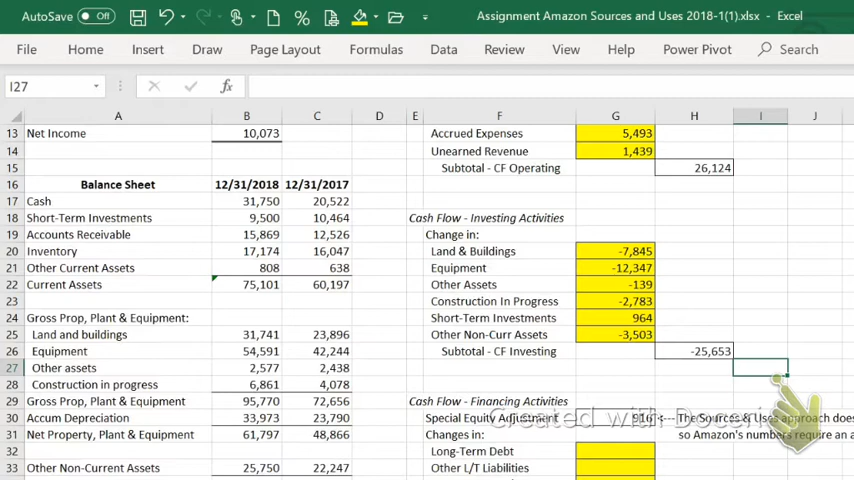 AutoSave Off Assignment Amazon Sources and Uses 2018-1(1).xlsx - Excel
File Home Insert Draw Page Layout Formulas Data Review View Help Power Pivot Search
I27 fx
A B C D E F G H I J
13 Net Income 10,073 Accrued Expenses 5,493
14 Unearned Revenue 1,439
15 Subtotal - CF Operating 26,124
16 Balance Sheet 12/31/2018 12/31/2017
17 Cash 31,750 20,522
18 Short-Term Investments 9,500 10,464 Cash Flow - Investing Activities
19 Accounts Receivable 15,869 12,526 Change in:
20 Inventory 17,174 16,047 Land & Buildings -7,845
21 Other Current Assets 808 638 Equipment -12,347
22 Current Assets 75,101 60,197 Other Assets -139
23 Construction In Progress -2,783
24 Gross Prop, Plant & Equipment: Short-Term Investments 964
25 Land and buildings 31,741 23,896 Other Non-Curr Assets -3,503
26 Equipment 54,591 42,244 Subtotal - CF Investing -25,653
27 Other assets 2,577 2,438
28 Construction in progress 6,861 4,078
29 Gross Property, Plant & Equipment 95,770 72,656 Cash Flow - Financing Activities
30 Accum Depreciation 33,973 23,790 Special Equity Adjustment 916 <--- The Sources & Uses approach does
31 Net Property, Plant & Equipment 61,797 48,866 Changes in: so Amazon's numbers require an a
32 Long-Term Debt
33 Other Non-Current Assets 25,750 22,247 Other L/T Liabilities
Created with Doceri